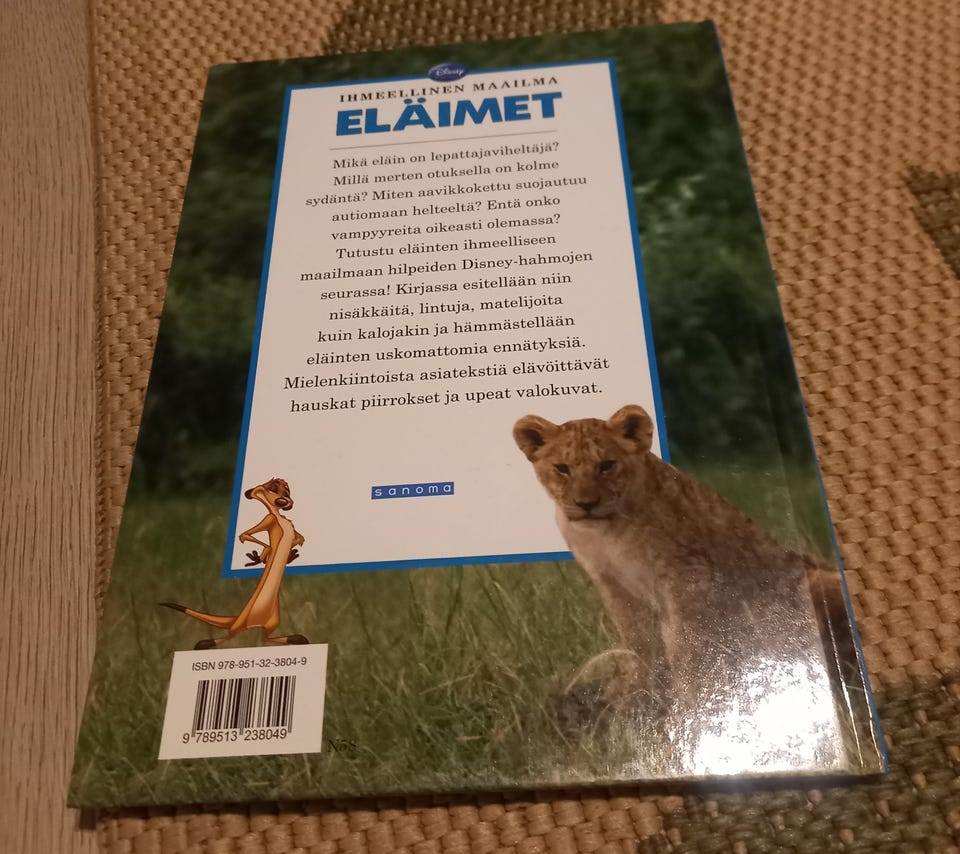 Disney
IHMEELLINEN MAAILMA
ELÄIMET
Mikä eläin on lepattajaviheltäjä?
Millä merten otuksella on kolme
sydäntä? Miten aavikkokettu suojautuu
autiomaan helteeltä? Entä onko
vampyyreita oikeasti olemassa?
Tutustu eläinten ihmeelliseen
maailmaan hilpeiden Disney-hahmojen
seurassa! Kirjassa esitellään niin
nisäkkäitä, lintuja, matelijoita
kuin kalojakin ja hämmästellään
eläinten uskomattomia ennätyksiä.
Mielenkiintoista asiatekstiä elävöittävät
hauskat piirrokset ja upeat valokuvat.
sanoma
ISBN 978-951-32-3804-9
9 789513 238049
N58